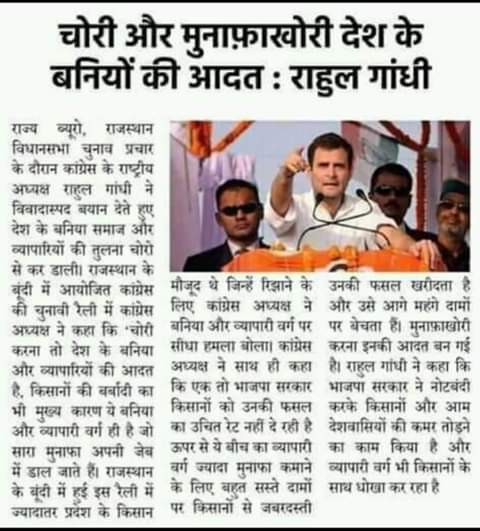 चोरी और मुनाफ़ाखोरी देश के
बनियों की आदत : राहुल गांधी
राज्य ब्यूरो, राजस्थान
विधानसभा चुनाव प्रचार
के दौरान कांग्रेस के राष्ट्रीय
अध्यक्ष राहुल गांधी ने
विवादास्पद बयान देते हुए
देश के बनिया समाज और
व्यापारियों की तुलना चोरो
से कर डाली। राजस्थान के
बूंदी में आयोजित कांग्रेस
की चुनावी रैली में कांग्रेस
अध्यक्ष ने कहा कि 'चोरी
करना तो देश के बनिया
और व्यापारियों की आदत
है, किसानों की बर्बादी का
भी मुख्य कारण ये बनिया
और व्यापारी वर्ग ही है जो
सारा मुनाफा अपनी जेब
में डाल जाते हैं। राजस्थान
के बूंदी में हुई इस रैली में
ज्यादातर प्रदेश के किसान
मौजूद थे जिन्हें रिझाने के
लिए कांग्रेस अध्यक्ष ने
बनिया और व्यापारी वर्ग पर
सीधा हमला बोला। कांग्रेस
अध्यक्ष ने साथ ही कहा
कि एक तो भाजपा सरकार
किसानों को उनकी फसल
का उचित रेट नहीं दे रही है
ऊपर से ये बीच का व्यापारी
वर्ग ज्यादा मुनाफा कमाने
के लिए बहुत सस्ते दामों
पर किसानों से जबरदस्ती
उनकी फसल खरीदता है
और उसे आगे महंगे दामों
पर बेचता हैं। मुनाफाखोरी
करना इनकी आदत बन गई
है। राहुल गांधी ने कहा कि
भाजपा सरकार ने नोटबंदी
करके किसानों और आम
देशवासियों की कमर तोड़ने
का काम किया है और
व्यापारी वर्ग भी किसानों के
साथ धोखा कर रहा है